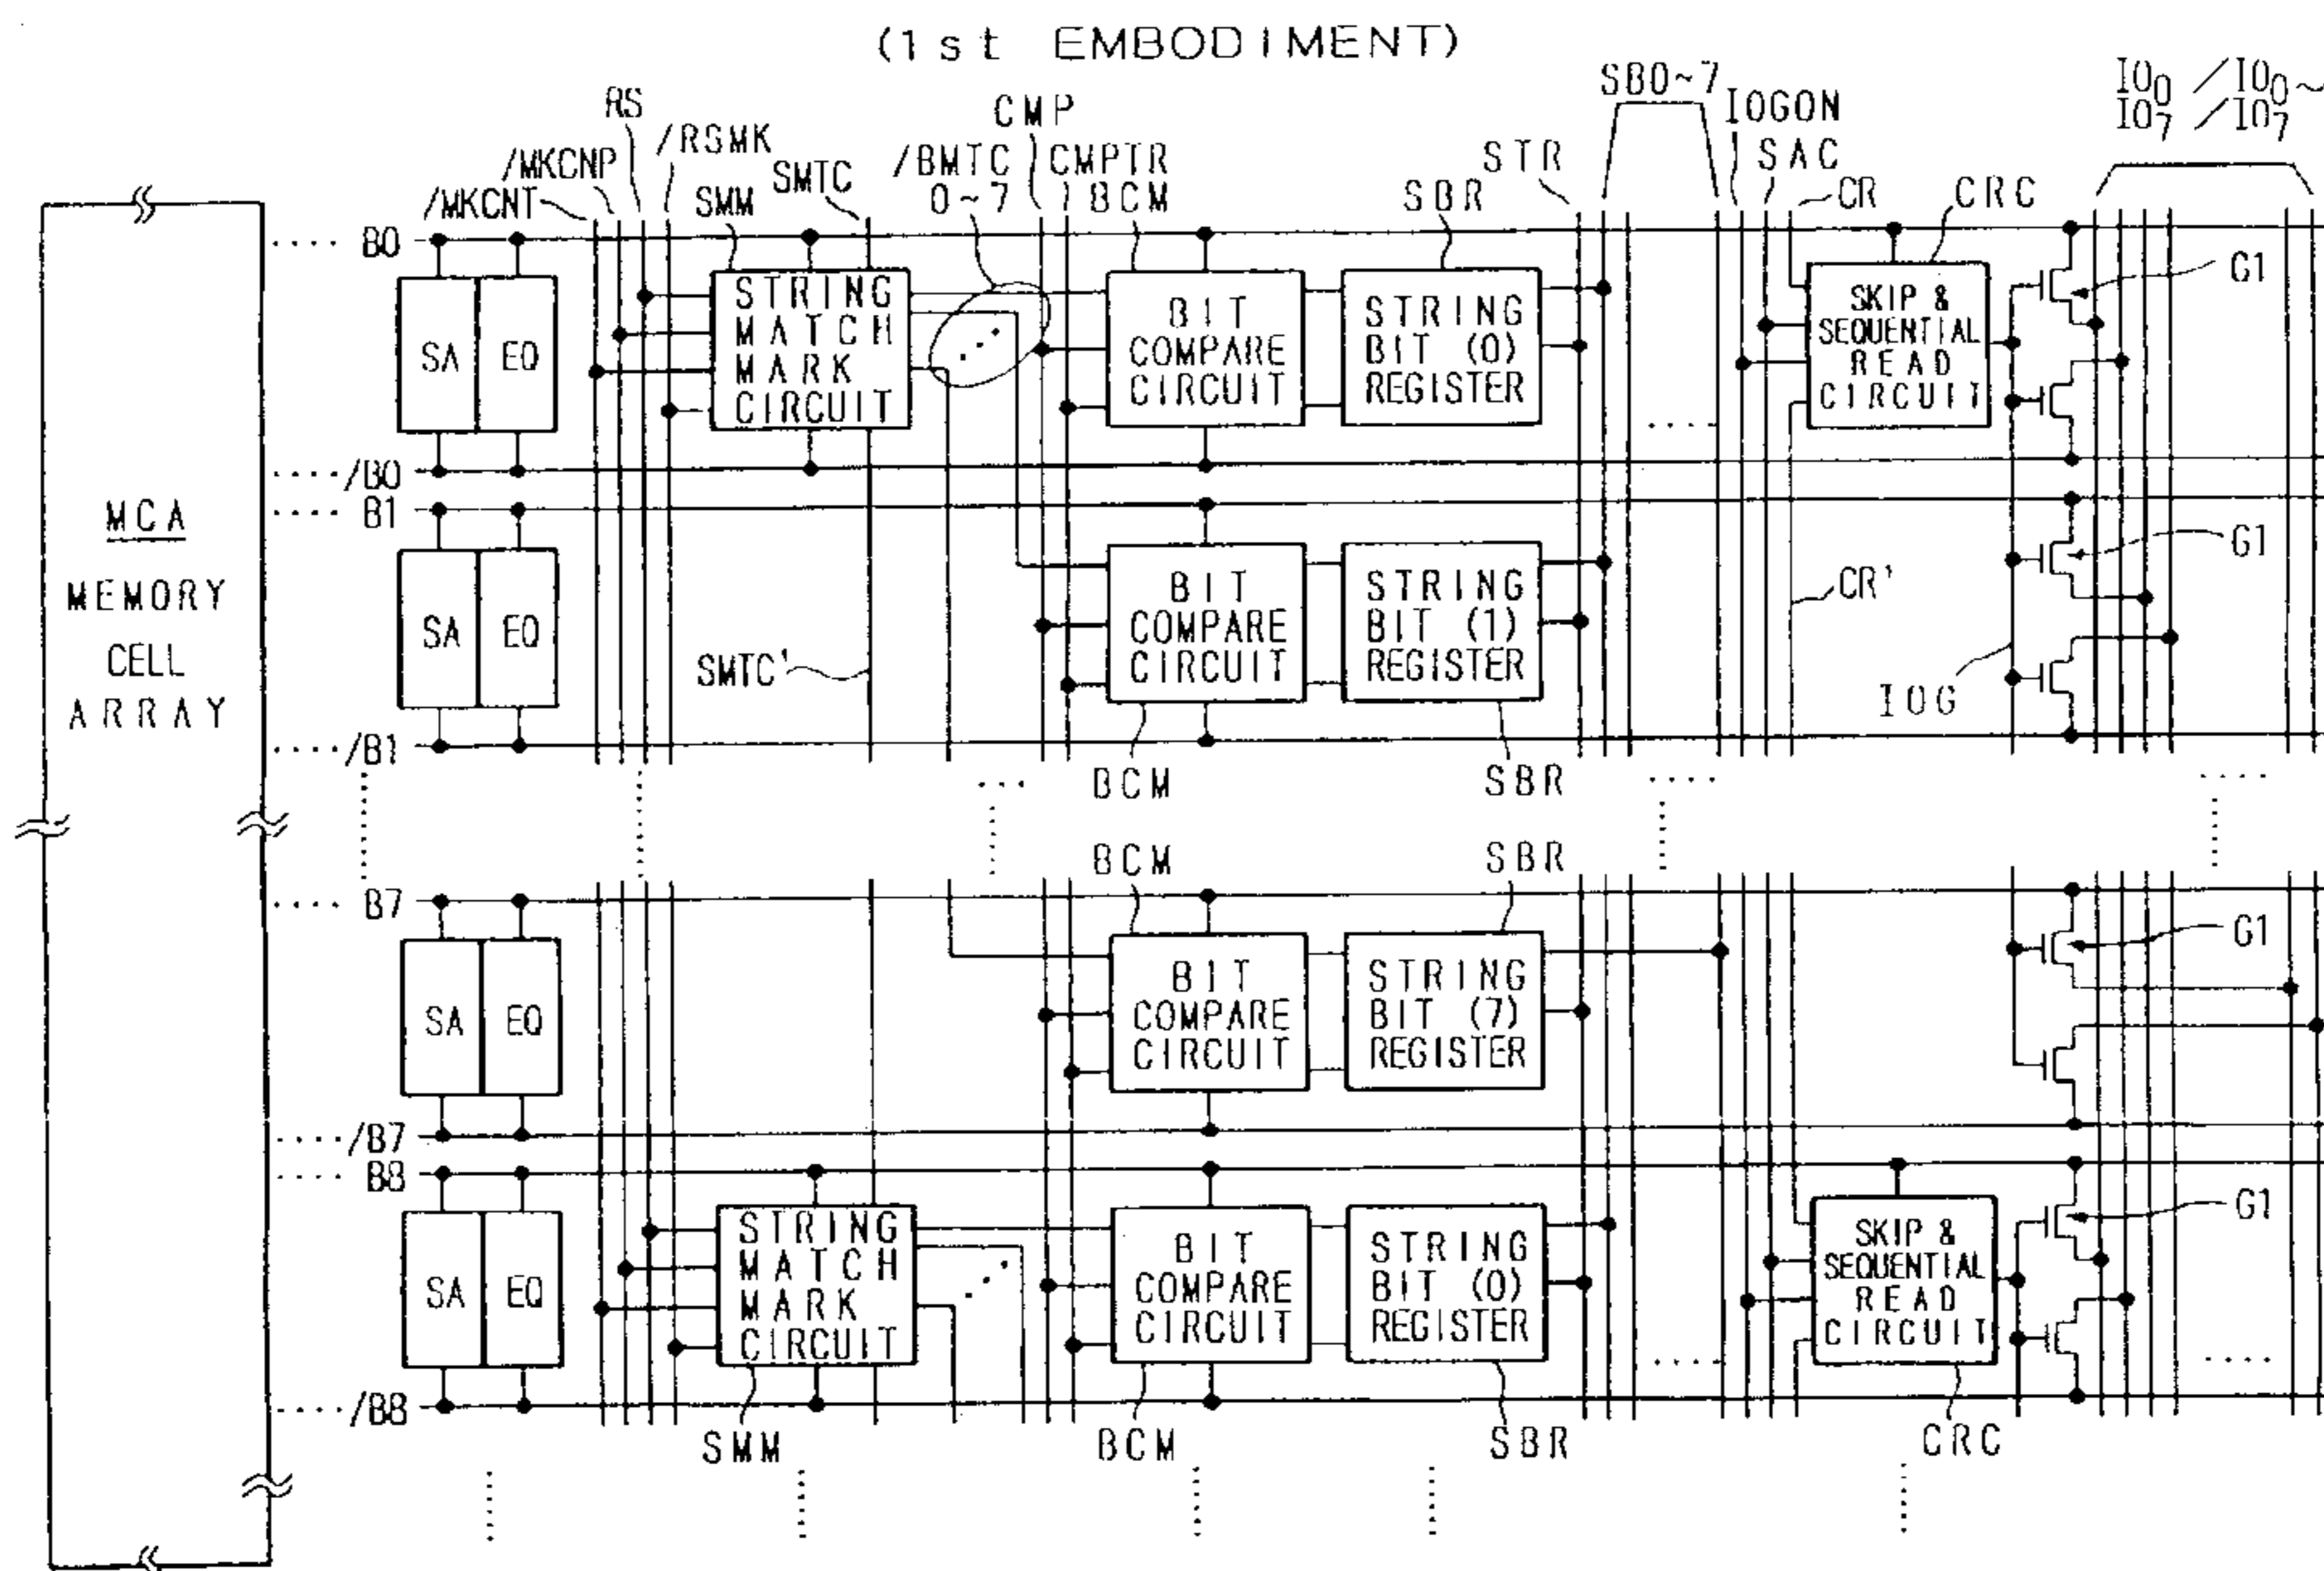 (1st EMBODIMENT)
/MKCNT
/MKCNP
RS
/RSMK
SMM
SMTC
/BMTC
0~7
CMP
CMPTR
BCM
SBR
STR
SB0~7
IOGON
SAC
CR
CRC
IO0 /IO0~
IO7 /IO7
MCA
MEMORY
CELL
ARRAY
.... B0
SA
EQ
STRING
MATCH
MARK
CIRCUIT
BIT
COMPARE
CIRCUIT
STRING
BIT (0)
REGISTER
SKIP &
SEQUENTIAL
READ
CIRCUIT
G1
..../B0
.... B1
SA
EQ
SMTC'
BIT
COMPARE
CIRCUIT
STRING
BIT (1)
REGISTER
CR'
IOG
G1
..../B1
BCM
SBR
BCM
SBR
.... B7
SA
EQ
BIT
COMPARE
CIRCUIT
STRING
BIT (7)
REGISTER
G1
..../B7
.... B8
SA
EQ
STRING
MATCH
MARK
CIRCUIT
BIT
COMPARE
CIRCUIT
STRING
BIT (0)
REGISTER
SKIP &
SEQUENTIAL
READ
CIRCUIT
G1
..../B8
SMM
BCM
SBR
CRC